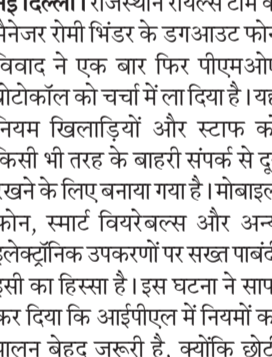 नई दिल्ली। राजस्थान रॉयल्स टीम के
मैनेजर रोमी भिंडर के डगआउट फोन
विवाद ने एक बार फिर पीएमओए
प्रोटोकॉल को चर्चा में ला दिया है। यह
नियम खिलाड़ियों और स्टाफ को
किसी भी तरह के बाहरी संपर्क से दूर
रखने के लिए बनाया गया है। मोबाइल
फोन, स्मार्ट वियरेबल्स और अन्य
इलेक्ट्रॉनिक उपकरणों पर सख्त पाबंदी
इसी का हिस्सा है। इस घटना ने साफ
कर दिया कि आईपीएल में नियमों का
पालन बेहद जरूरी है, क्योंकि छोटी